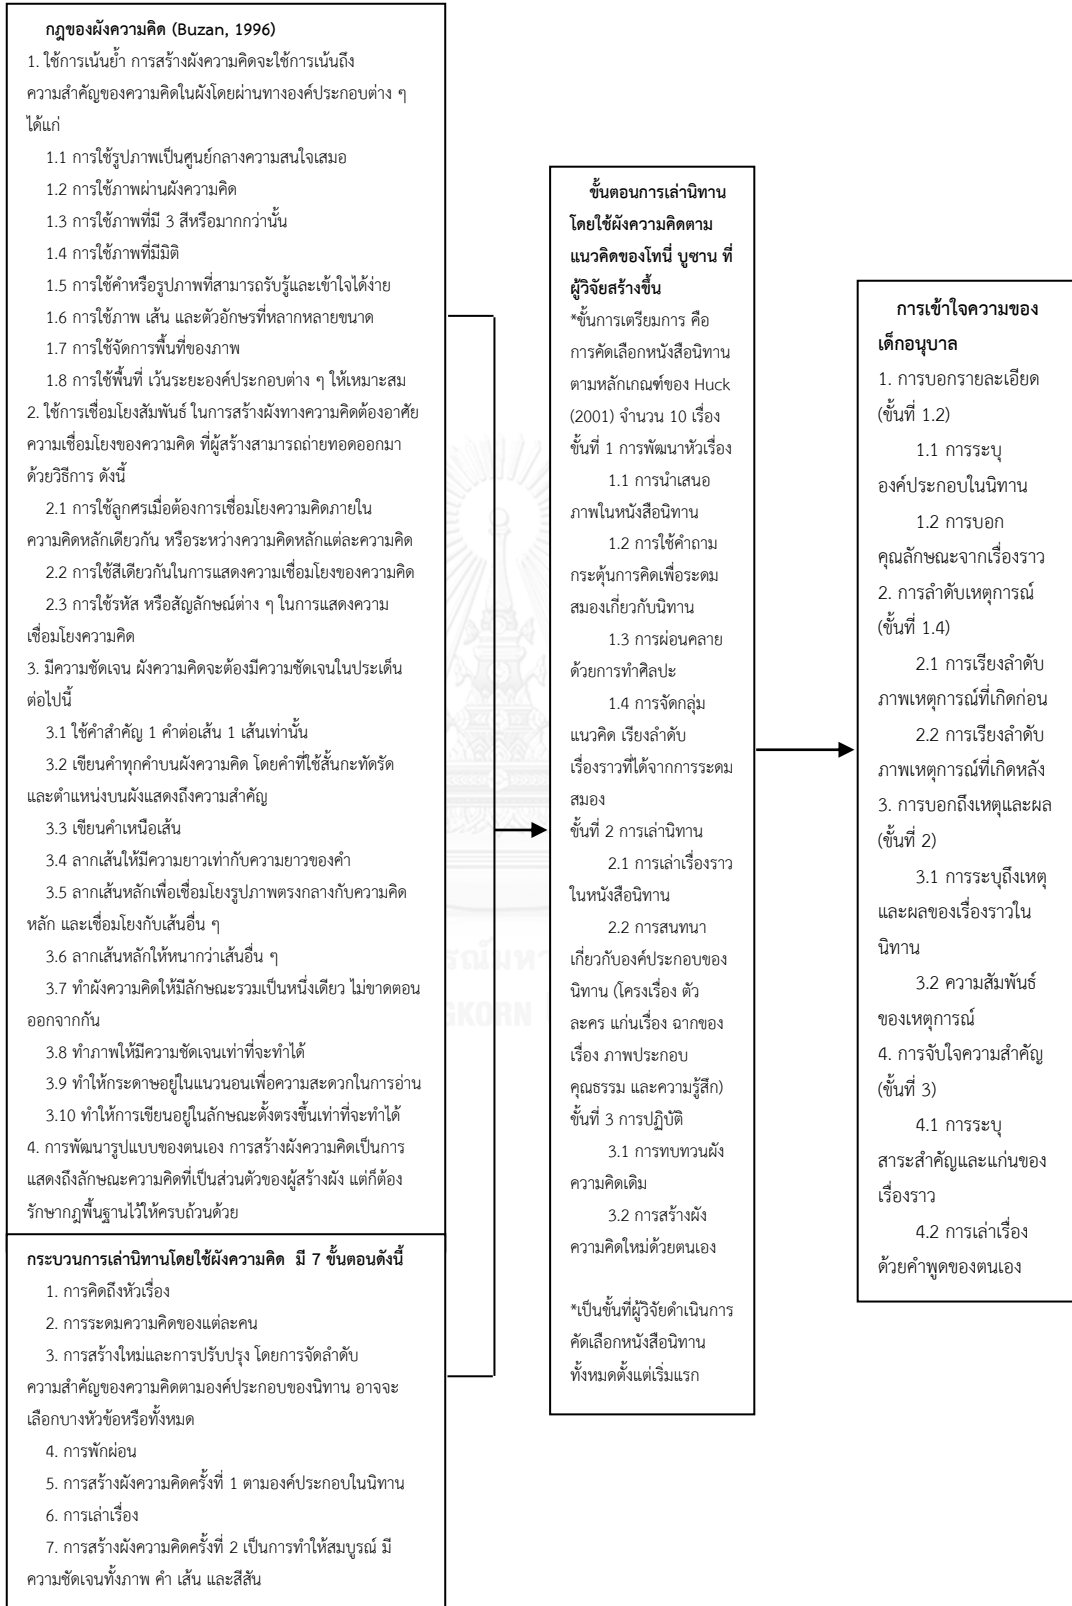 กฎของผังความคิด (Buzan, 1996)
1. ใช้การเน้นย้ำ การสร้างผังความคิดจะใช้การเน้นถึง
ความสำคัญของความคิดในผังโดยผ่านทางองค์ประกอบต่าง ๆ
ได้แก่
1.1 การใช้รูปภาพเป็นศูนย์กลางความสนใจเสมอ
1.2 การใช้ภาพผ่านผังความคิด
1.3 การใช้ภาพที่มี 3 สีหรือมากกว่านั้น
1.4 การใช้ภาพที่มีมิติ
1.5 การใช้คำหรือรูปภาพที่สามารถรับรู้และเข้าใจได้ง่าย
1.6 การใช้ภาพ เส้น และตัวอักษรที่หลากหลายขนาด
1.7 การใช้จัดการพื้นที่ของภาพ
1.8 การใช้พื้นที่ เว้นระยะองค์ประกอบต่าง ๆ ให้เหมาะสม
2. ใช้การเชื่อมโยงสัมพันธ์ ในการสร้างผังทางความคิดต้องอาศัย
ความเชื่อมโยงของความคิด ที่ผู้สร้างสามารถถ่ายทอดออกมา
ด้วยวิธีการ ดังนี้
2.1 การใช้ลูกศรเมื่อต้องการเชื่อมโยงความคิดภายใน
ความคิดหลักเดียวกัน หรือระหว่างความคิดหลักแต่ละความคิด
2.2 การใช้สีเดียวกันในการแสดงความเชื่อมโยงของความคิด
2.3 การใช้รหัส หรือสัญลักษณ์ต่าง ๆ ในการแสดงความ
เชื่อมโยงความคิด
3. มีความชัดเจน ผังความคิดจะต้องมีความชัดเจนในประเด็น
ต่อไปนี้
3.1 ใช้คำสำคัญ 1 คำต่อเส้น 1 เส้นเท่านั้น
3.2 เขียนคำทุกคำบนผังความคิด โดยคำที่ใช้สั้นกะทัดรัด
และตำแหน่งบนผังแสดงถึงความสำคัญ
3.3 เขียนคำเหนือเส้น
3.4 ลากเส้นให้มีความยาวเท่ากับความยาวของคำ
3.5 ลากเส้นหลักเพื่อเชื่อมโยงรูปภาพตรงกลางกับความคิด
หลัก และเชื่อมโยงกับเส้นอื่น ๆ
3.6 ลากเส้นหลักให้หนากว่าเส้นอื่น ๆ
3.7 ทำผังความคิดให้มีลักษณะรวมเป็นหนึ่งเดียว ไม่ขาดตอน
ออกจากกัน
3.8 ทำภาพให้มีความชัดเจนเท่าที่จะทำได้
3.9 ทำให้กระดาษอยู่ในแนวนอนเพื่อความสะดวกในการอ่าน
3.10 ทำให้การเขียนอยู่ในลักษณะตั้งตรงขึ้นเท่าที่จะทำได้
4. การพัฒนารูปแบบของตนเอง การสร้างผังความคิดเป็นการ
แสดงถึงลักษณะความคิดที่เป็นส่วนตัวของผู้สร้างผัง แต่ก็ต้อง
รักษากฎพื้นฐานไว้ให้ครบถ้วนด้วย
กระบวนการเล่านิทานโดยใช้ผังความคิด มี 7 ขั้นตอนดังนี้
1. การคิดถึงหัวเรื่อง
2. การระดมความคิดของแต่ละคน
3. การสร้างใหม่และการปรับปรุง โดยการจัดลำดับ
ความสำคัญของความคิดตามองค์ประกอบของนิทาน อาจจะ
เลือกบางหัวข้อหรือทั้งหมด
4. การพักผ่อน
5. การสร้างผังความคิดครั้งที่ 1 ตามองค์ประกอบในนิทาน
6. การเล่าเรื่อง
7. การสร้างผังความคิดครั้งที่ 2 เป็นการทำให้สมบูรณ์ มี
ความชัดเจนทั้งภาพ คำ เส้น และสีสัน
ขั้นตอนการเล่านิทาน
โดยใช้ผังความคิดตาม
แนวคิดของโทนี่ บูซาน ที่
ผู้วิจัยสร้างขึ้น
*ขั้นการเตรียมการ คือ
การคัดเลือกหนังสือนิทาน
ตามหลักเกณฑ์ของ Huck
(2001) จำนวน 10 เรื่อง
ขั้นที่ 1 การพัฒนาหัวเรื่อง
1.1 การนำเสนอ
ภาพในหนังสือนิทาน
1.2 การใช้คำถาม
กระตุ้นการคิดเพื่อระดม
สมองเกี่ยวกับนิทาน
1.3 การผ่อนคลาย
ด้วยการทำศิลปะ
1.4 การจัดกลุ่ม
แนวคิด เรียงลำดับ
เรื่องราวที่ได้จากการระดม
สมอง
ขั้นที่ 2 การเล่านิทาน
2.1 การเล่าเรื่องราว
ในหนังสือนิทาน
2.2 การสนทนา
เกี่ยวกับองค์ประกอบของ
นิทาน (โครงเรื่อง ตัว
ละคร แก่นเรื่อง ฉากของ
เรื่อง ภาพประกอบ
คุณธรรม และความรู้สึก)
ขั้นที่ 3 การปฏิบัติ
3.1 การทบทวนผัง
ความคิดเดิม
3.2 การสร้างผัง
ความคิดใหม่ด้วยตนเอง
*เป็นขั้นที่ผู้วิจัยดำเนินการ
คัดเลือกหนังสือนิทาน
ทั้งหมดตั้งแต่เริ่มแรก
การเข้าใจความของ
เด็กอนุบาล
1. การบอกรายละเอียด
(ขั้นที่ 1.2)
1.1 การระบุ
องค์ประกอบในนิทาน
1.2 การบอก
คุณลักษณะจากเรื่องราว
2. การลำดับเหตุการณ์
(ขั้นที่ 1.4)
2.1 การเรียงลำดับ
ภาพเหตุการณ์ที่เกิดก่อน
2.2 การเรียงลำดับ
ภาพเหตุการณ์ที่เกิดหลัง
3. การบอกถึงเหตุและผล
(ขั้นที่ 2)
3.1 การระบุถึงเหตุ
และผลของเรื่องราวใน
นิทาน
3.2 ความสัมพันธ์
ของเหตุการณ์
4. การจับใจความสำคัญ
(ขั้นที่ 3)
4.1 การระบุ
สาระสำคัญและแก่นของ
เรื่องราว
4.2 การเล่าเรื่อง
ด้วยคำพูดของตนเอง